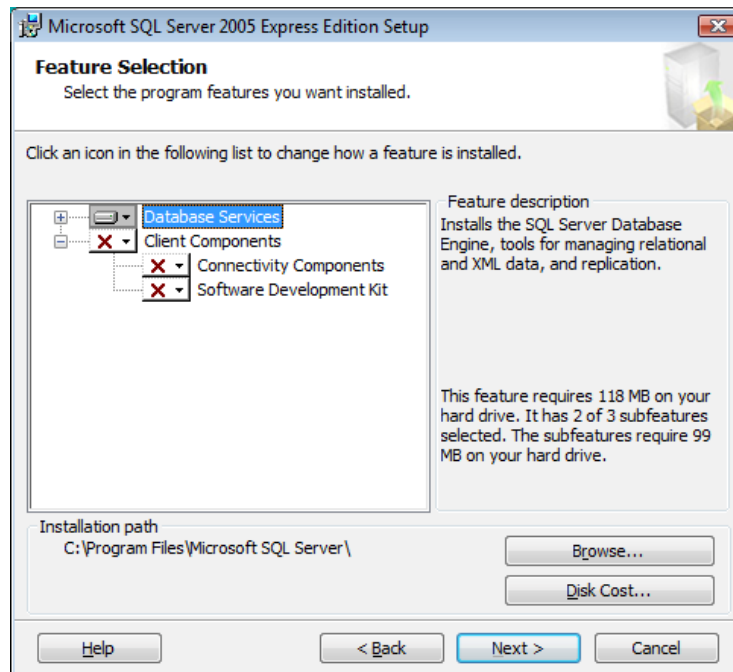 Microsoft SQL Server 2005 Express Edition Setup
Feature Selection
Select the program features you want installed.
Click an icon in the following list to change how a feature is installed.
Database Services
Client Components
Connectivity Components
Software Development Kit
Feature description
Installs the SQL Server Database
Engine, tools for managing relational
and XML data, and replication.
This feature requires 118 MB on your
hard drive. It has 2 of 3 subfeatures
selected. The subfeatures require 99
MB on your hard drive.
Installation path
C:\Program Files\Microsoft SQL Server\
Browse...
Disk Cost...
Help
< Back
Next >
Cancel